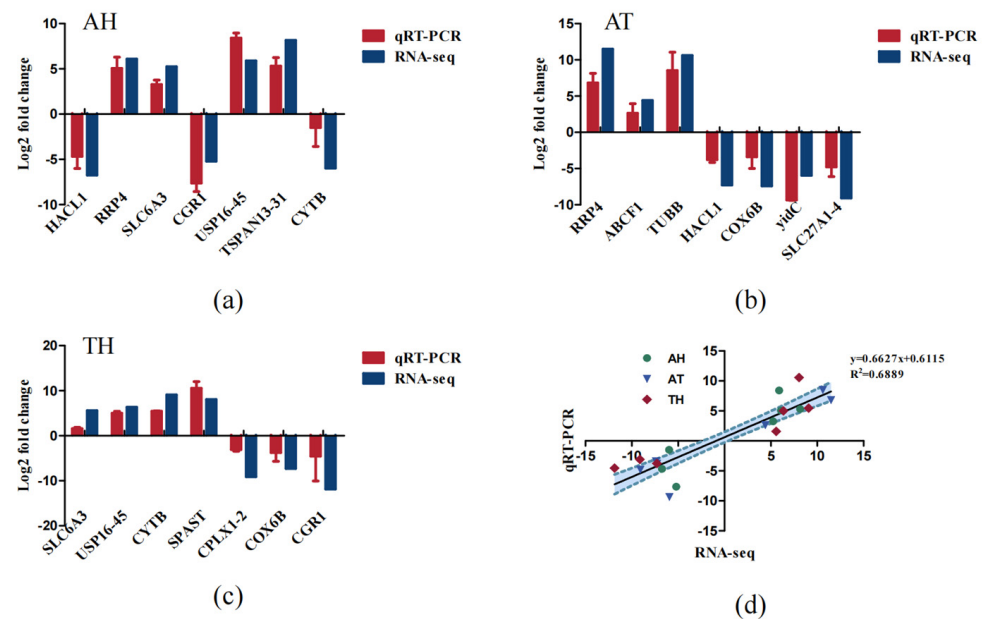 AH
qRT-PCR
RNA-seq
Log2 fold change
10
5
0
-5
-10
HACL1
RRP4
SLC6A3
CGR1
USP16-45
TSPAN13-31
CYTB
(a)
AT
qRT-PCR
RNA-seq
Log2 fold change
15
10
5
0
-5
-10
RRP4
ABCF1
TUBB
HACL1
COX6B
yidC
SLC27A1-4
(b)
TH
qRT-PCR
RNA-seq
Log2 fold change
20
10
0
-10
-20
SLC6A3
USP16-45
CYTB
SPAST
CPLX1-2
COX6B
CGR1
(c)
AH
AT
TH
y=0.6627x+0.6115
R²=0.6889
qRT-PCR
15
10
5
-5
-10
-15
-15
-10
-5
5
10
15
RNA-seq
(d)